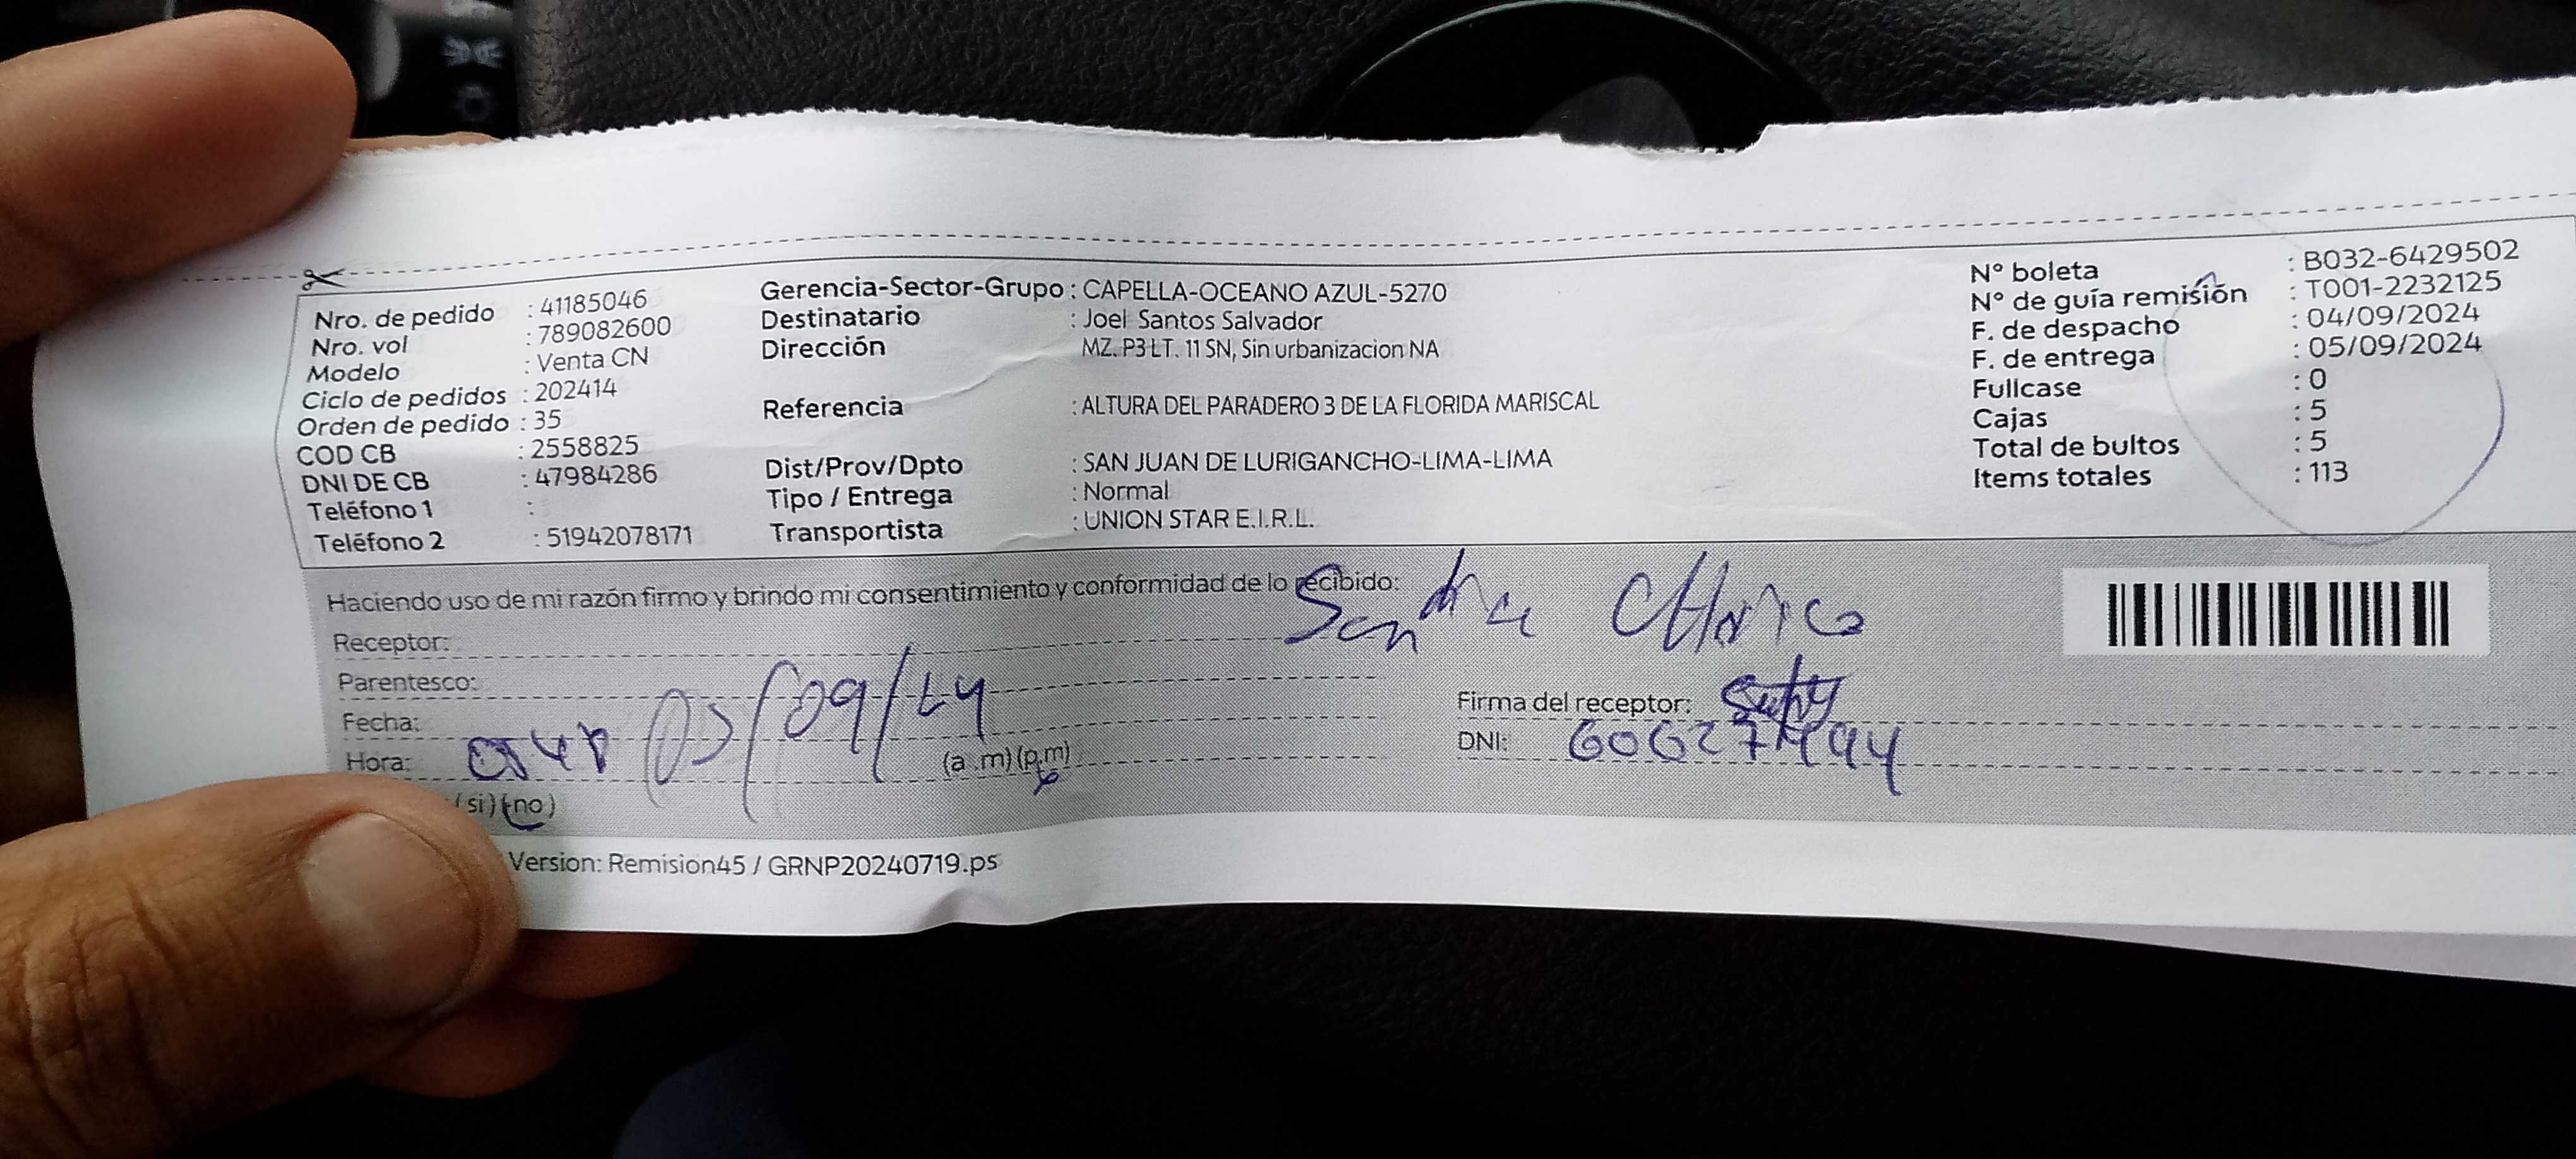 Nro. de pedido : 41185046
Nro. vol : 789082600
Modelo : Venta CN
Ciclo de pedidos : 202414
Orden de pedido : 35
COD CB : 2558825
DNI DE CB : 47984286
Teléfono 1 :
Teléfono 2 : 51942078171
Gerencia-Sector-Grupo : CAPELLA-OCEANO AZUL-5270
Destinatario : Joel Santos Salvador
Dirección MZ. P3 LT. 11 SN, Sin urbanizacion NA
Referencia : ALTURA DEL PARADERO 3 DE LA FLORIDA MARISCAL
Dist/Prov/Dpto : SAN JUAN DE LURIGANCHO-LIMA-LIMA
Tipo / Entrega : Normal
Transportista : UNION STAR E.I.R.L.
N° boleta : B032-6429502
N° de guía remisión : T001-2232125
F. de despacho : 04/09/2024
F. de entrega : 05/09/2024
Fullcase : 0
Cajas : 5
Total de bultos : 5
Items totales : 113
Haciendo uso de mi razón firmo y brindo mi consentimiento y conformidad de lo recibido:
Receptor:
Parentesco:
Fecha: 05/09/24
Hora: (a.m) (p.m)
(si) (no)
Firma del receptor:
DNI:
Version: Remision45 / GRNP20240719.ps